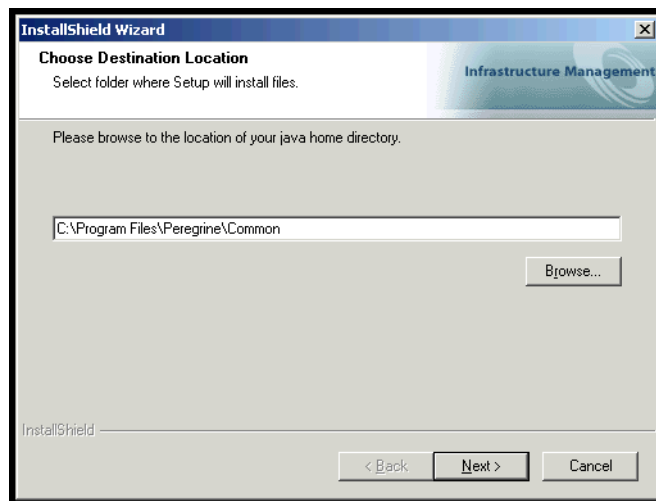 InstallShield Wizard
Choose Destination Location
Select folder where Setup will install files.
Infrastructure Management
Please browse to the location of your java home directory.
C:\Program Files\Peregrine\Common
Browse...
InstallShield
< Back
Next >
Cancel